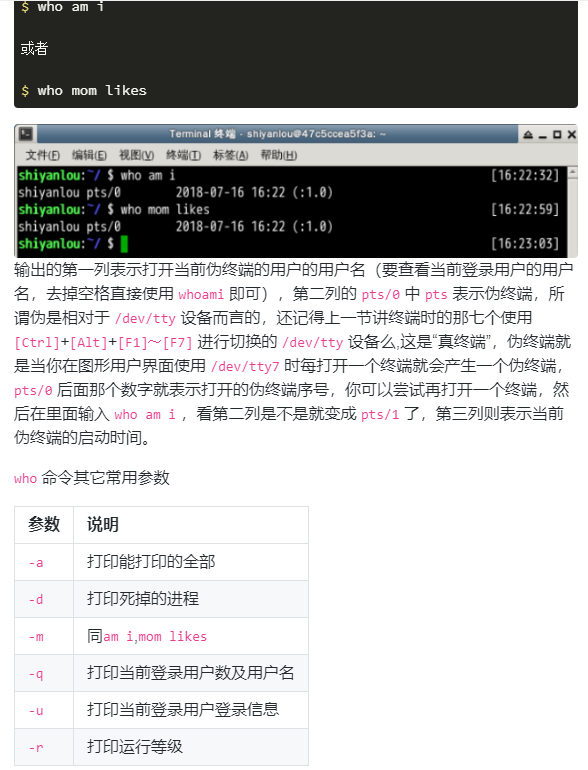 $ who am i
或者
$ who mom likes
Terminal 终端 - shiyanlou@47c5ccea5f3a: ~
文件(F) 编辑(E) 视图(V) 终端(T) 标签(A) 帮助(H)
shiyanlou:~/ $ who am i [16:22:32]
shiyanlou pts/0 2018-07-16 16:22 (:1.0)
shiyanlou:~/ $ who mom likes [16:22:59]
shiyanlou pts/0 2018-07-16 16:22 (:1.0)
shiyanlou:~/ $ [16:23:03]
输出的第一列表示打开当前伪终端的用户的用户名（要查看当前登录用户的用户
名，去掉空格直接使用 whoami 即可），第二列的 pts/0 中 pts 表示伪终端，所
谓伪是相对于 /dev/tty 设备而言的，还记得上一节讲终端时的那七个使用
[Ctrl]+[Alt]+[F1]～[F7] 进行切换的 /dev/tty 设备么,这是“真终端”，伪终端就
是当你在图形用户界面使用 /dev/tty7 时每打开一个终端就会产生一个伪终端，
pts/0 后面那个数字就表示打开的伪终端序号，你可以尝试再打开一个终端，然
后在里面输入 who am i ，看第二列是不是就变成 pts/1 了，第三列则表示当前
伪终端的启动时间。
who 命令其它常用参数
参数 说明
-a 打印能打印的全部
-d 打印死掉的进程
-m 同am i,mom likes
-q 打印当前登录用户数及用户名
-u 打印当前登录用户登录信息
-r 打印运行等级